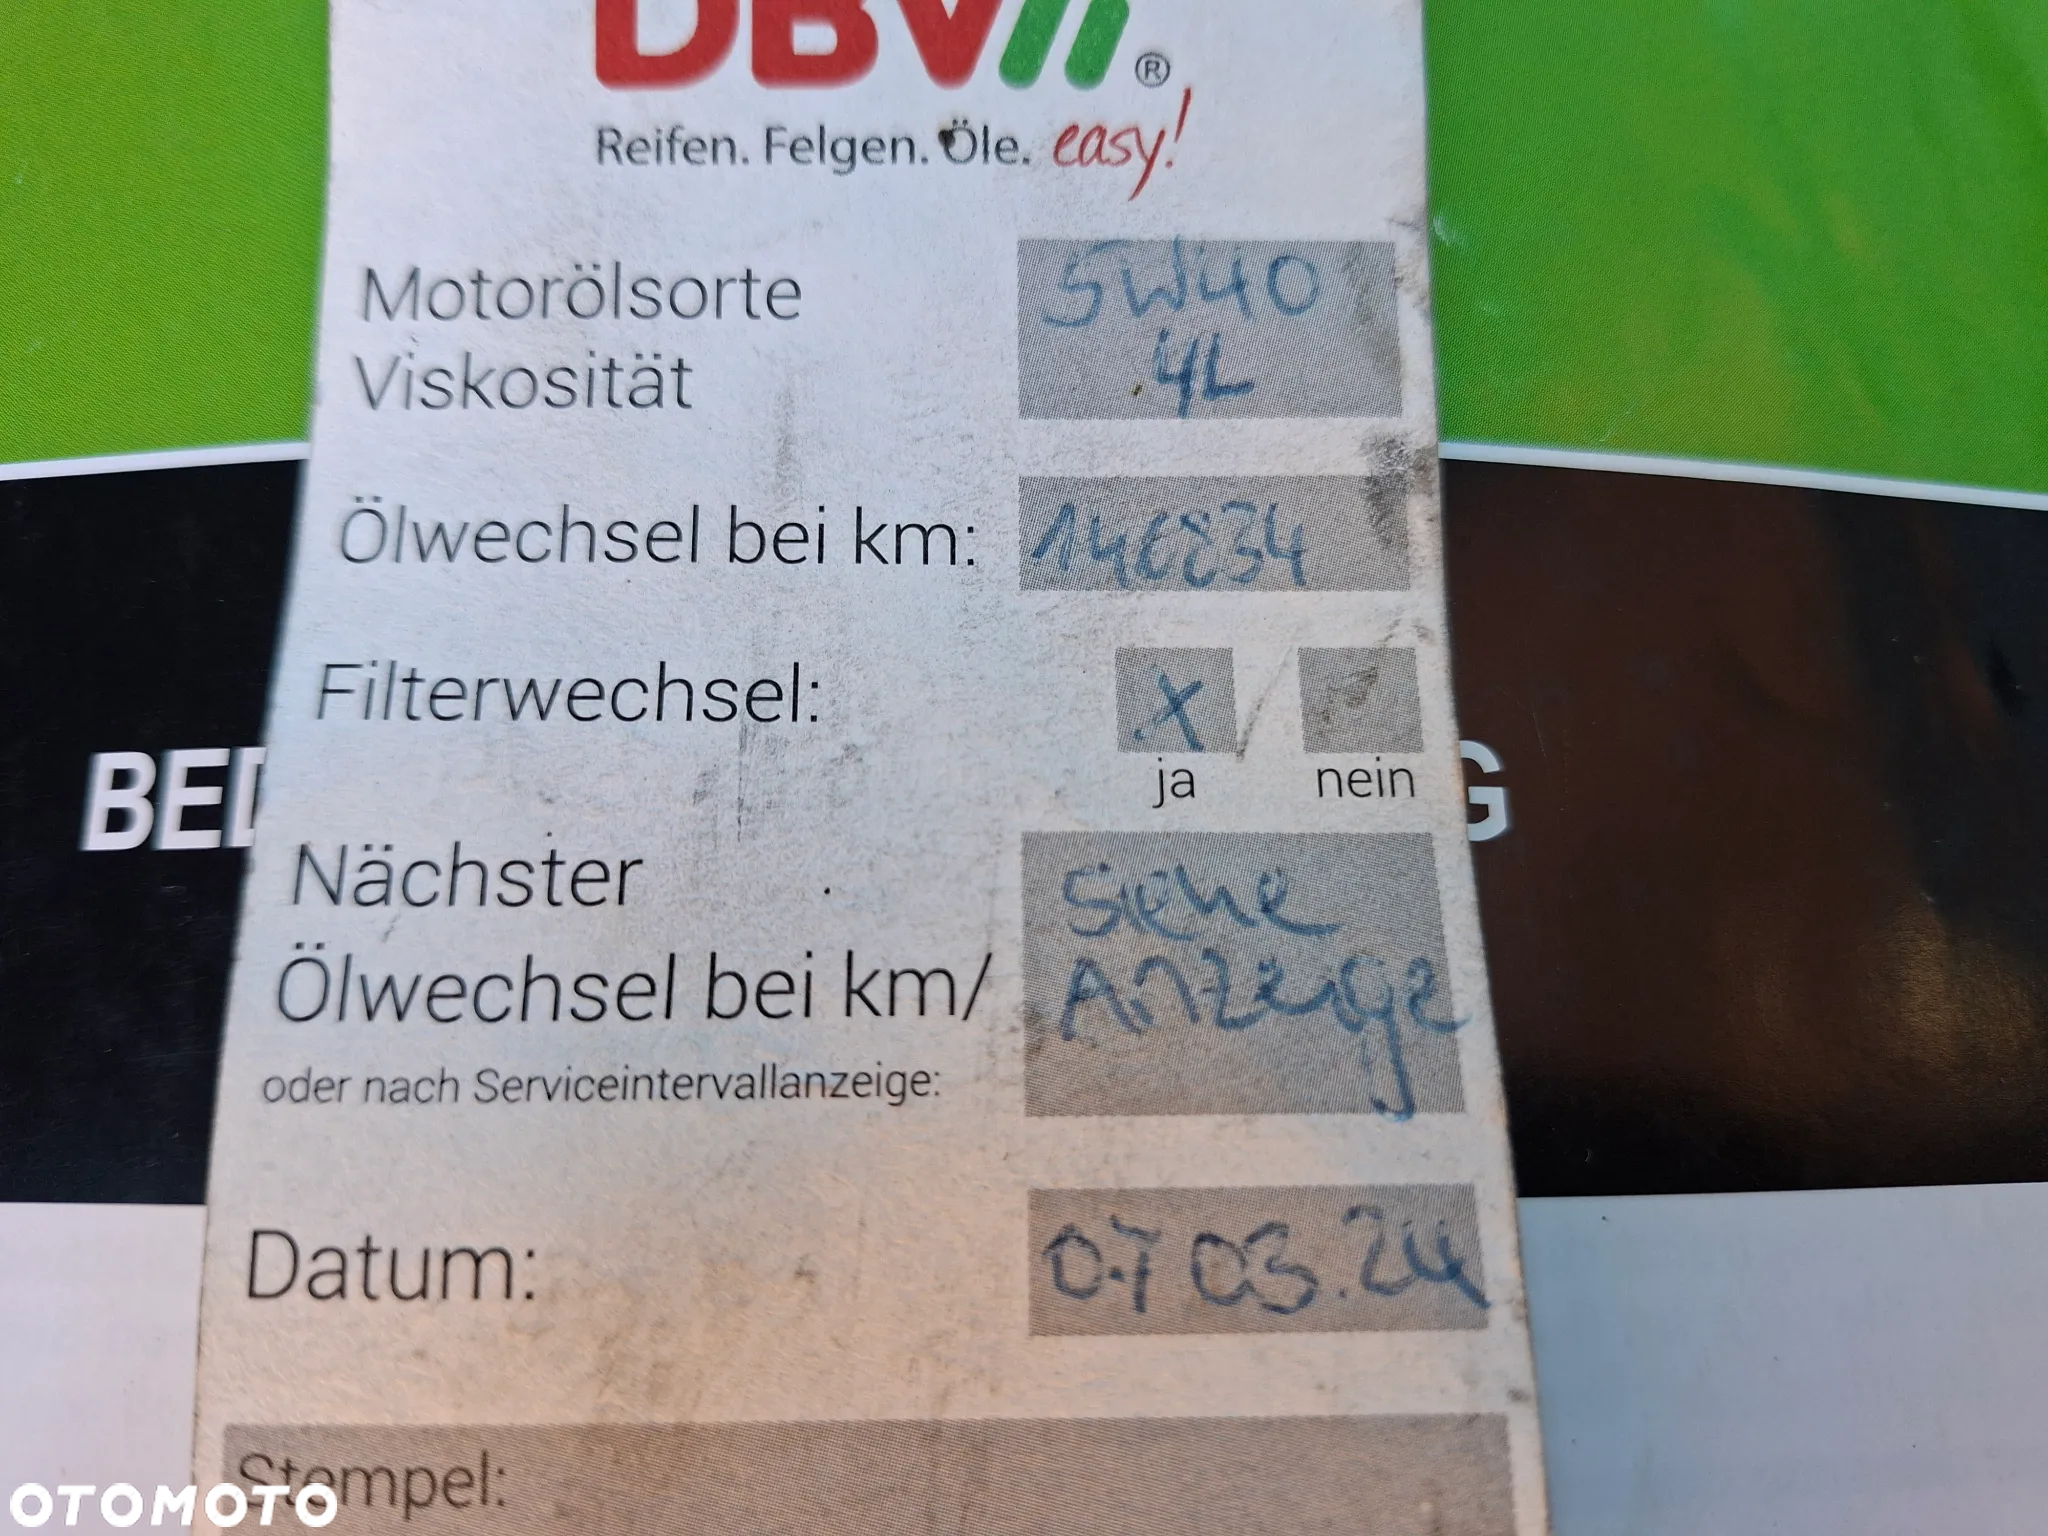 DBV
®
Reifen. Felgen. Öle. easy!
Motorölsorte
Viskosität
5W40
4L
Ölwechsel bei km: 146834
Filterwechsel: X /
ja nein
BED
G
Nächster
Ölwechsel bei km/
oder nach Serviceintervallanzeige:
siehe
Anzeige
Datum: 07.03.24
Stempel:
OTOMOTO